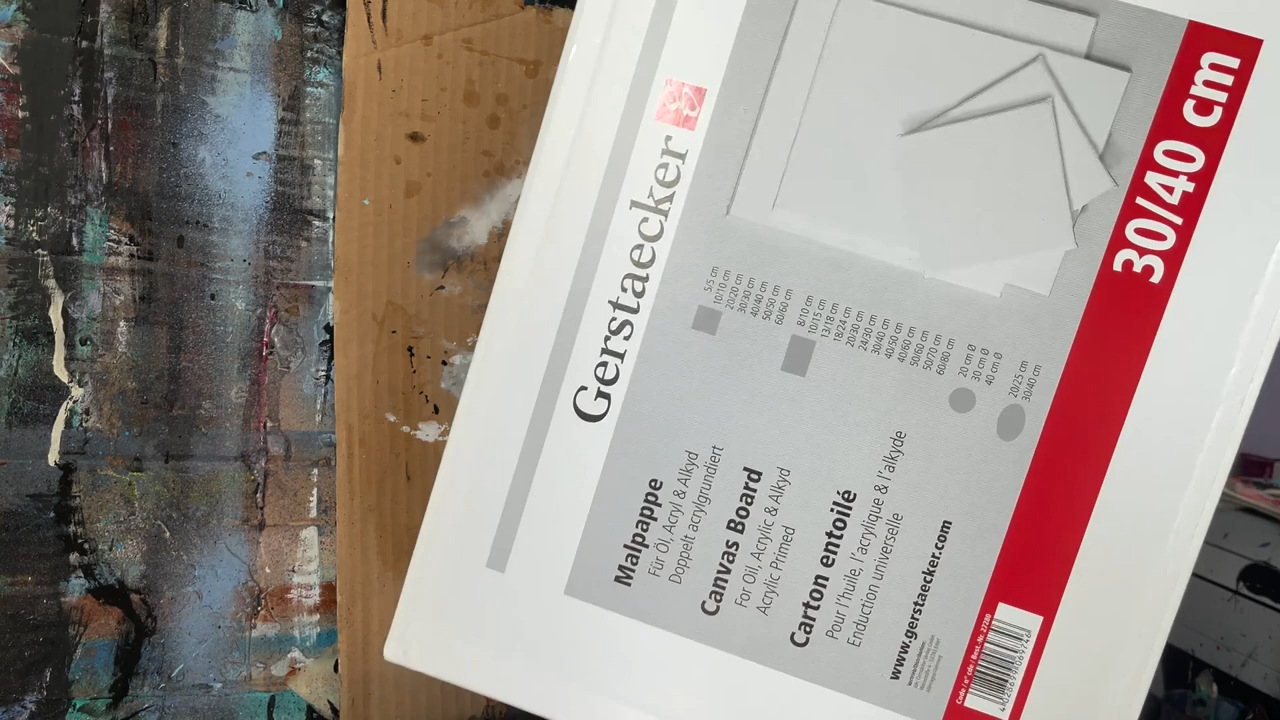 Gerstaecker
Malpappe
Für Öl, Acryl & Alkyd
Doppelt acrylgrundiert
Canvas Board
For Oil, Acrylic & Alkyd
Acrylic Primed
Carton entoilé
Pour l'huile, l'acrylique & l'alkyde
Enduction universelle
www.gerstaecker.com
5/5 cm
10/10 cm
20/20 cm
30/30 cm
40/40 cm
50/50 cm
60/60 cm
8/10 cm
10/15 cm
13/18 cm
18/24 cm
20/30 cm
24/30 cm
30/40 cm
40/50 cm
40/60 cm
50/60 cm
50/70 cm
60/80 cm
20 cm Ø
30 cm Ø
40 cm Ø
20/25 cm
30/40 cm
30/40 cm
Code / n° cde / Best.-Nr. 27280